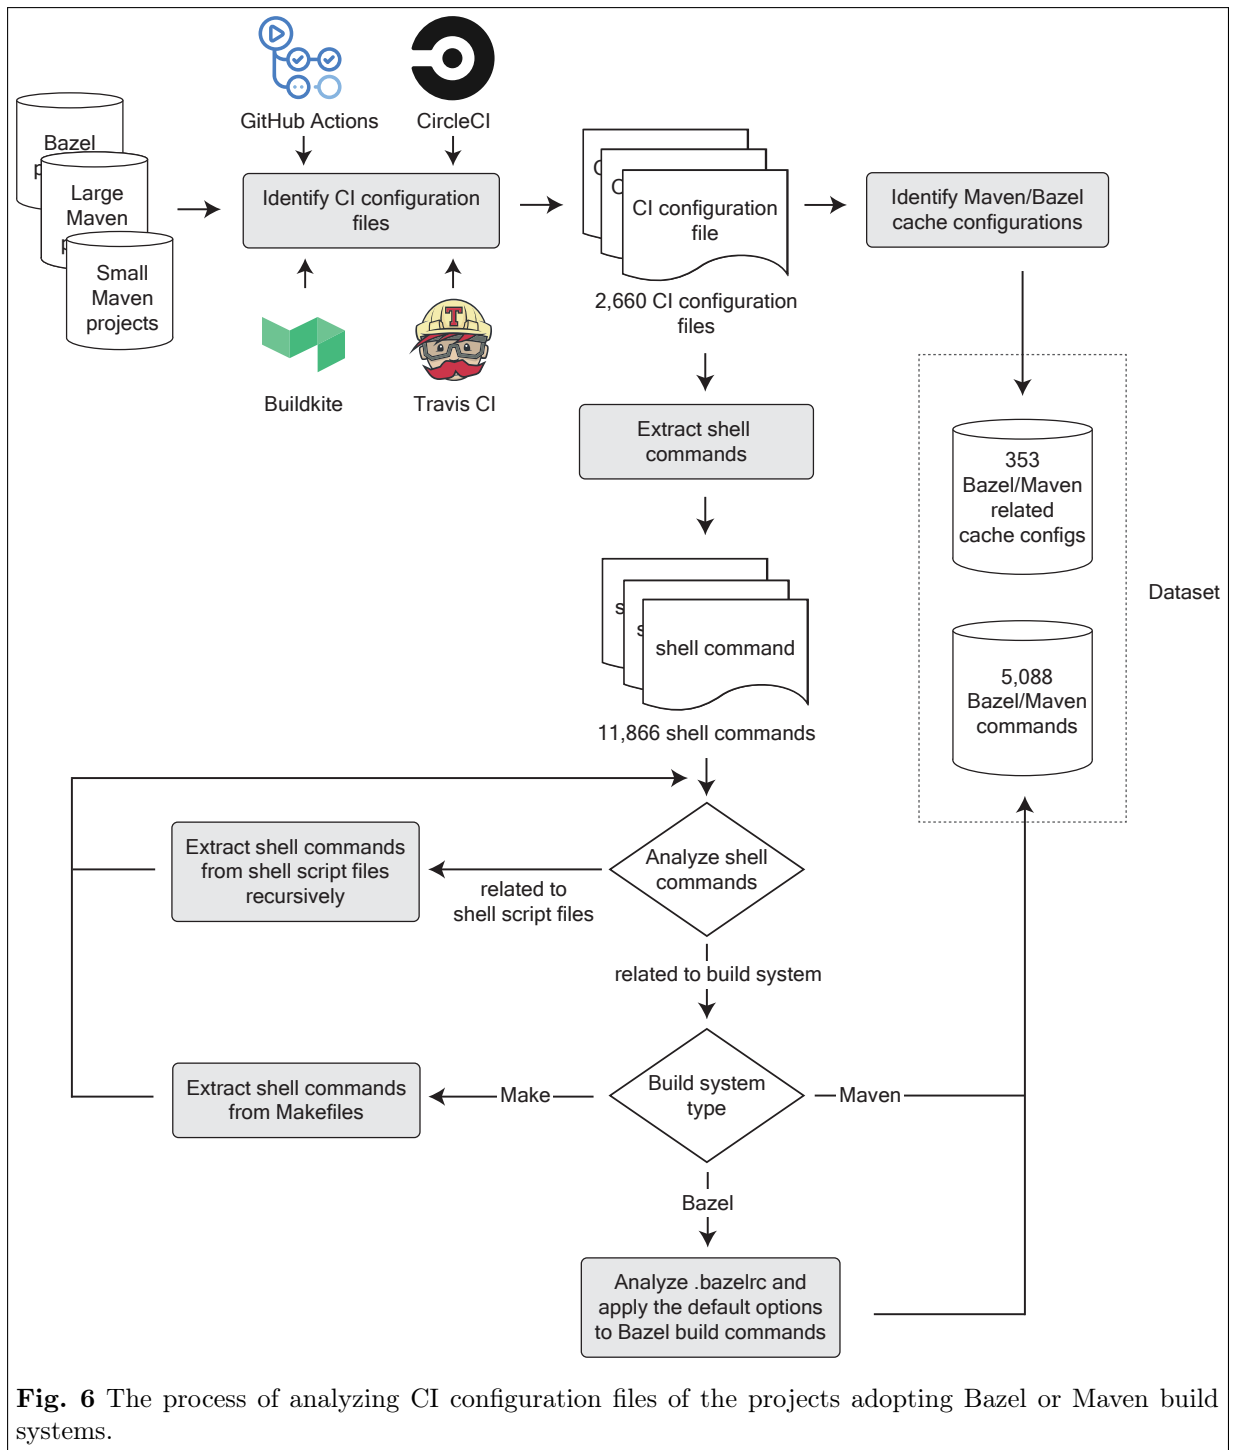 GitHub Actions
CircleCI
Bazel
p
Large
Maven
p
Small
Maven
projects
Identify CI configuration
files
Buildkite
T
Travis CI
C
C
CI configuration
file
2,660 CI configuration
files
Identify Maven/Bazel
cache configurations
Extract shell
commands
353
Bazel/Maven
related
cache configs
Dataset
5,088
Bazel/Maven
commands
s
s
shell command
11,866 shell commands
Analyze shell
commands
related to
shell script files
Extract shell commands
from shell script files
recursively
related to build system
Build system
type
Make
Extract shell commands
from Makefiles
Maven
Bazel
Analyze .bazelrc and
apply the default options
to Bazel build commands
Fig. 6 The process of analyzing CI configuration files of the projects adopting Bazel or Maven build
systems.